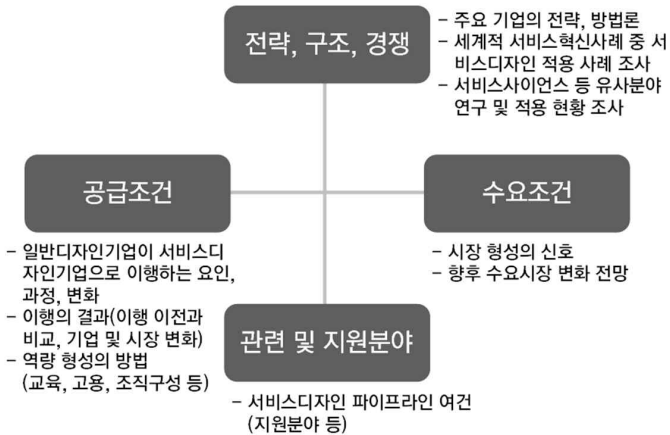 전략, 구조, 경쟁
– 주요 기업의 전략, 방법론
– 세계적 서비스혁신사례 중 서
비스디자인 적용 사례 조사
– 서비스사이언스 등 유사분야
연구 및 적용 현황 조사
공급조건
– 일반디자인기업이 서비스디
자인기업으로 이행하는 요인,
과정, 변화
– 이행의 결과(이행 이전과
비교, 기업 및 시장 변화)
– 역량 형성의 방법
(교육, 고용, 조직구성 등)
수요조건
– 시장 형성의 신호
– 향후 수요시장 변화 전망
관련 및 지원분야
– 서비스디자인 파이프라인 여건
(지원분야 등)